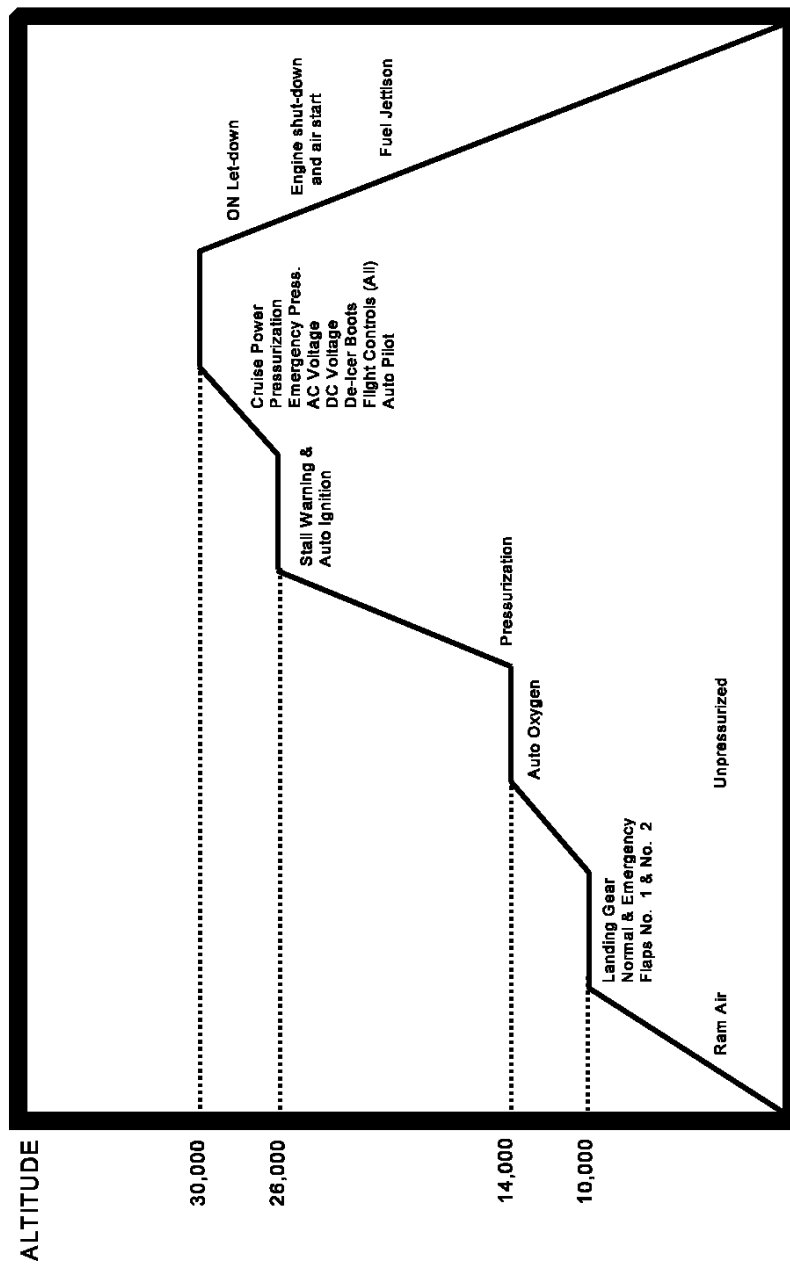 ALTITUDE
30,000
26,000
14,000
10,000
Ram Air
Landing Gear
Normal & Emergency
Flaps No. 1 & No. 2
Unpressurized
Auto Oxygen
Pressurization
Stall Warning &
Auto Ignition
Cruise Power
Pressurization
Emergency Press.
AC Voltage
DC Voltage
De-Icer Boots
Flight Controls (All)
Auto Pilot
ON Let-down
Engine shut-down
and air start
Fuel Jettison